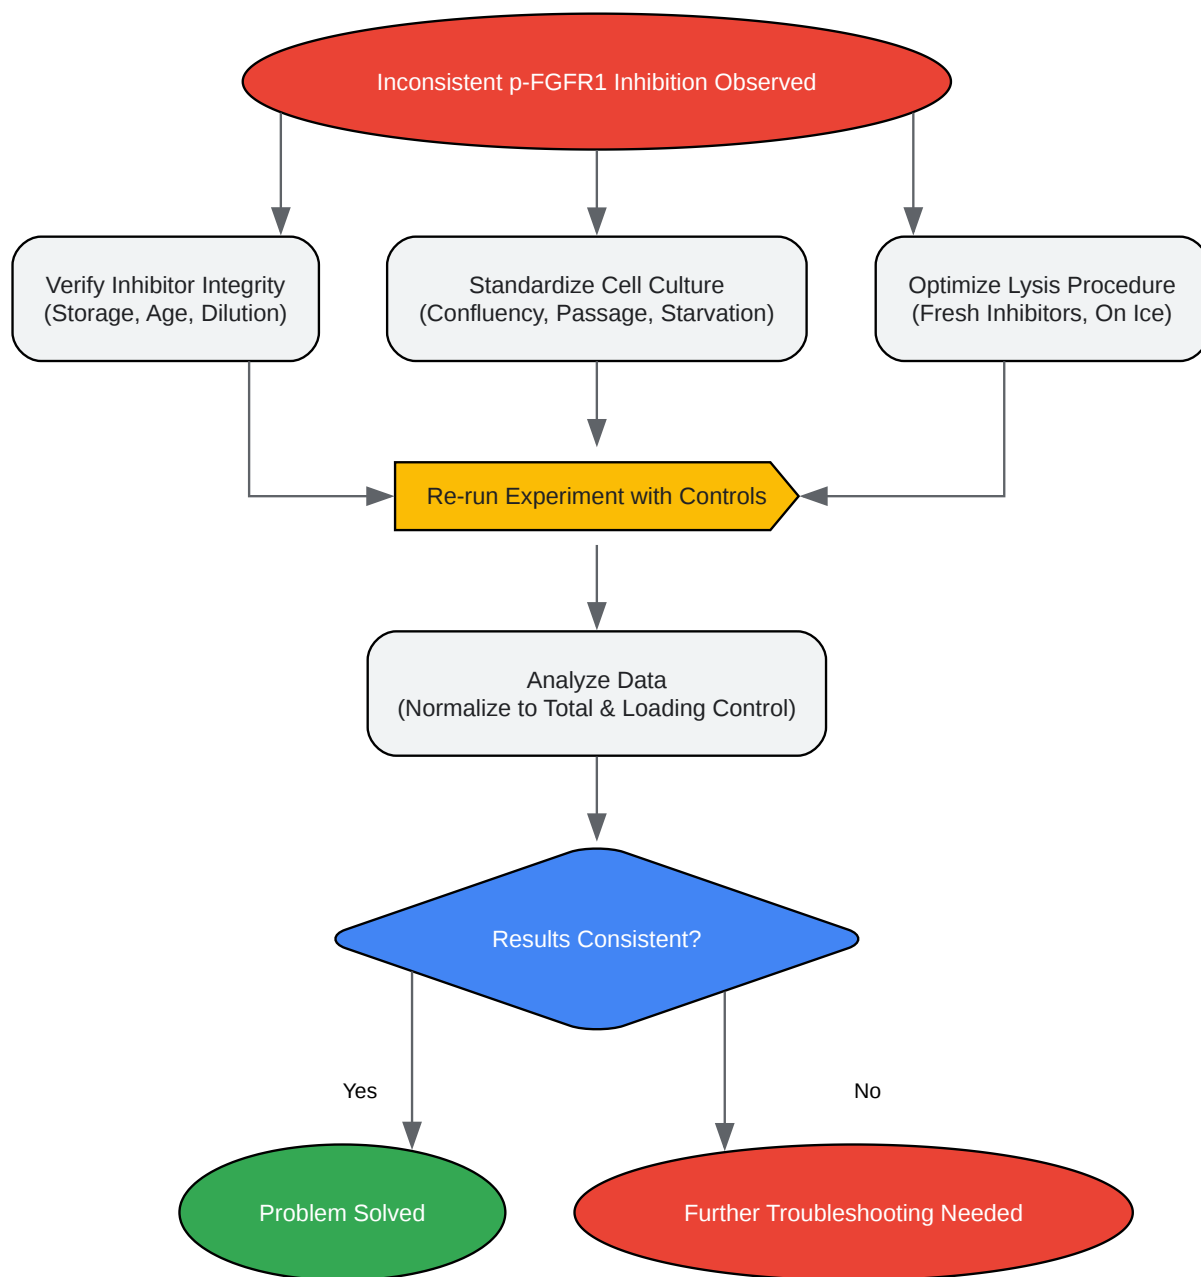 Inconsistent p-FGFR1 Inhibition Observed
Verify Inhibitor Integrity
(Storage, Age, Dilution)
Standardize Cell Culture
(Confluency, Passage, Starvation)
Optimize Lysis Procedure
(Fresh Inhibitors, On Ice)
Re-run Experiment with Controls
Analyze Data
(Normalize to Total & Loading Control)
Results Consistent?
Yes
No
Problem Solved
Further Troubleshooting Needed